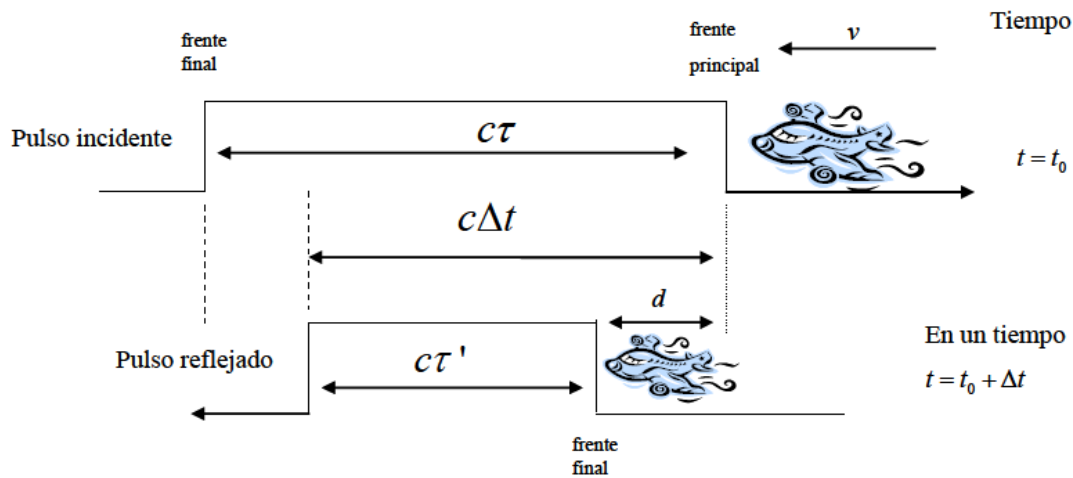 Tiempo
frente
final
frente
principal
v
Pulso incidente
cτ
t = t₀
cΔt
d
En un tiempo
Pulso reflejado
cτ'
t = t₀ + Δt
frente
final